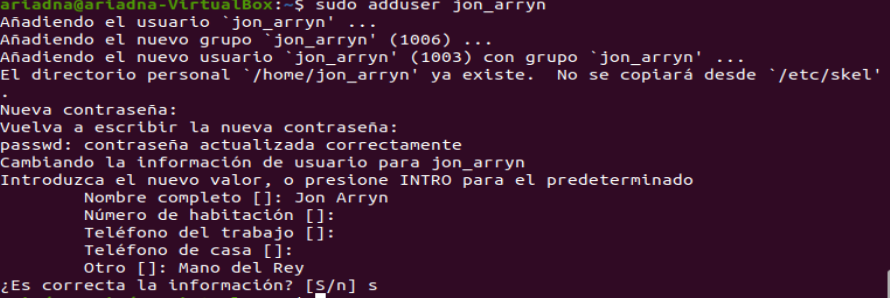 ariadna@ariadna-VirtualBox:~$ sudo adduser jon_arryn
Añadiendo el usuario `jon_arryn' ...
Añadiendo el nuevo grupo `jon_arryn' (1006) ...
Añadiendo el nuevo usuario `jon_arryn' (1003) con grupo `jon_arryn' ...
El directorio personal `/home/jon_arryn' ya existe.  No se copiará desde `/etc/skel'
.
Nueva contraseña:
Vuelva a escribir la nueva contraseña:
passwd: contraseña actualizada correctamente
Cambiando la información de usuario para jon_arryn
Introduzca el nuevo valor, o presione INTRO para el predeterminado
Nombre completo []: Jon Arryn
Número de habitación []:
Teléfono del trabajo []:
Teléfono de casa []:
Otro []: Mano del Rey
¿Es correcta la información? [S/n] s